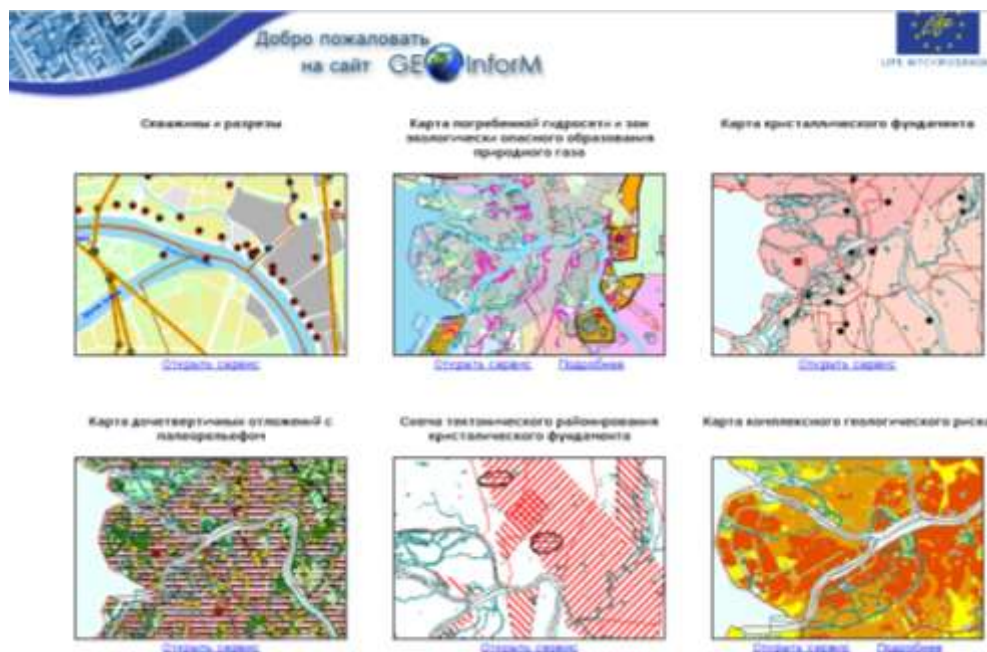 Добро пожаловать
на сайт GEOInforM
Скважины и разрезы
Карта погребенной гидросети и зон
экологически опасного образования
природного газа
Карта кристаллического фундамента
Открыть сервис
Открыть сервис Подробнее
Открыть сервис
Карта дочетвертичных отложений с
палеорельефом
Схема тектонического районирования
кристалического фундамента
Карта комплексного геологического риска
Открыть сервис
Открыть сервис
Открыть сервис Подробнее